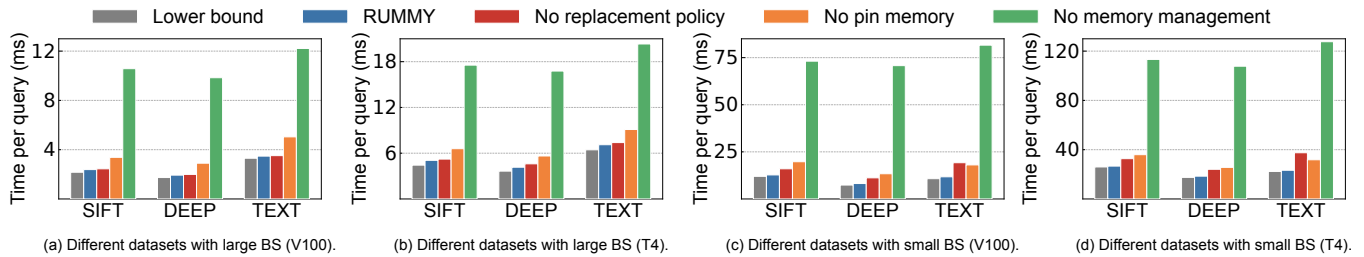 Lower bound RUMMY No replacement policy No pin memory No memory management
Time per query (ms)
12
8
4
SIFT DEEP TEXT
(a) Different datasets with large BS (V100).
Time per query (ms)
18
12
6
SIFT DEEP TEXT
(b) Different datasets with large BS (T4).
Time per query (ms)
75
50
25
SIFT DEEP TEXT
(c) Different datasets with small BS (V100).
Time per query (ms)
120
80
40
SIFT DEEP TEXT
(d) Different datasets with small BS (T4).